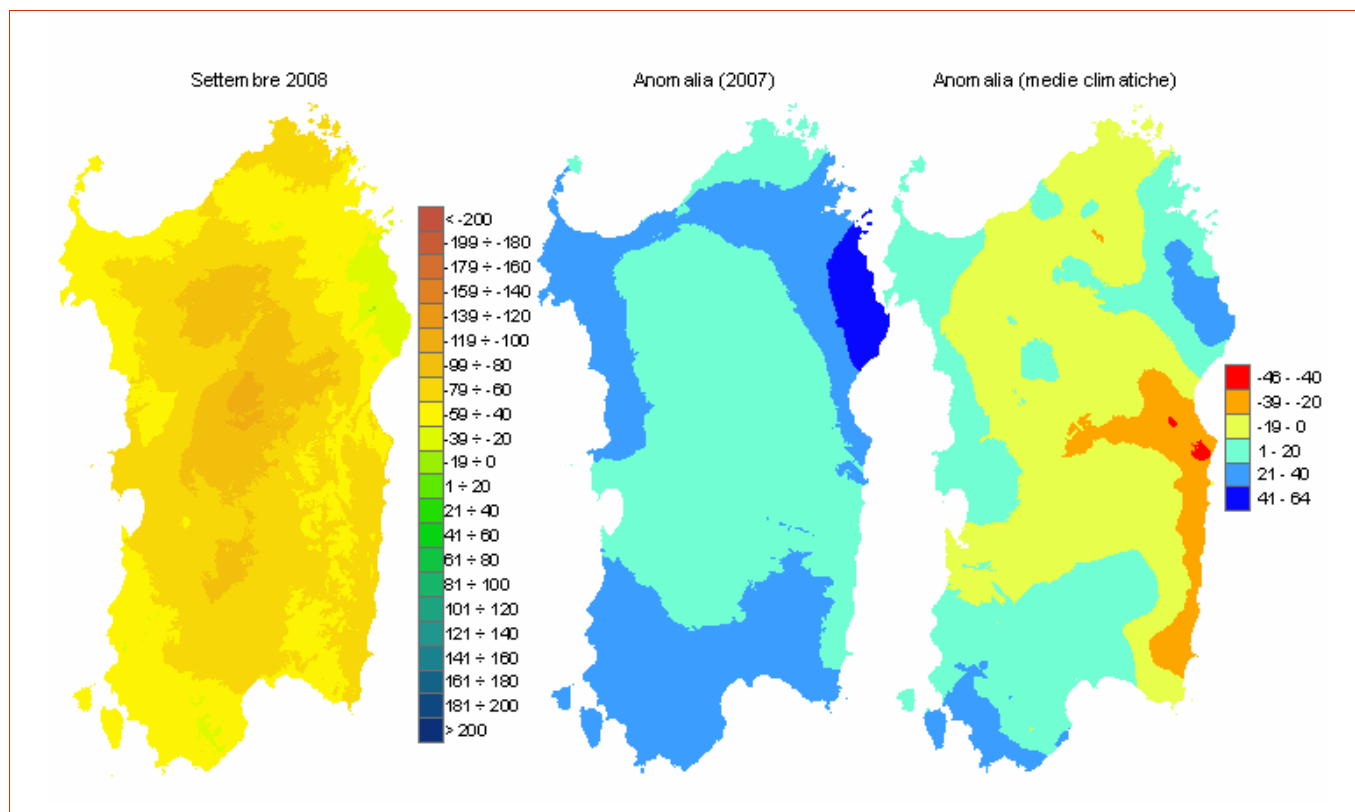 Settembre 2008
Anomalia (2007)
Anomalia (medie climatiche)
< -200
-199 ÷ -180
-179 ÷ -160
-159 ÷ -140
-139 ÷ -120
-119 ÷ -100
-99 ÷ -80
-79 ÷ -60
-59 ÷ -40
-39 ÷ -20
-19 ÷ 0
1 ÷ 20
21 ÷ 40
41 ÷ 60
61 ÷ 80
81 ÷ 100
101 ÷ 120
121 ÷ 140
141 ÷ 160
161 ÷ 180
181 ÷ 200
> 200
-46 - -40
-39 - -20
-19 - 0
1 - 20
21 - 40
41 - 64